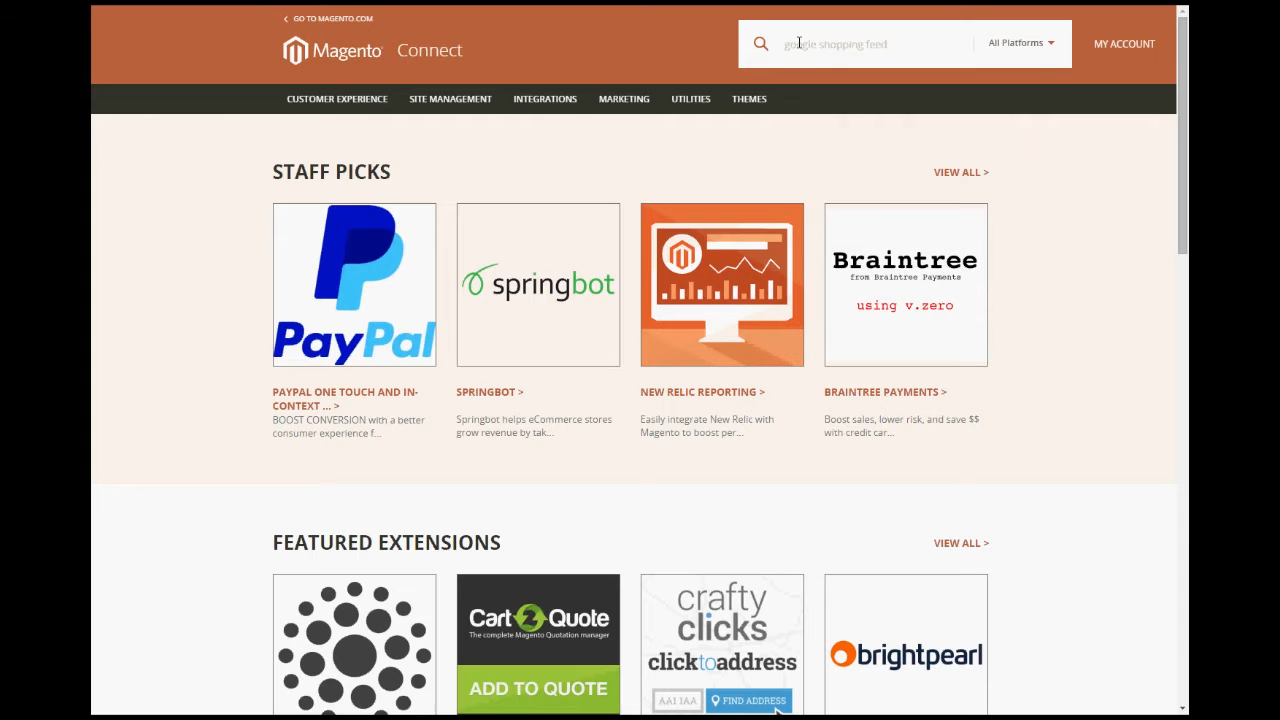 GO TO MAGENTO.COM
Magento Connect
google shopping feed
All Platforms
MY ACCOUNT
CUSTOMER EXPERIENCE SITE MANAGEMENT INTEGRATIONS MARKETING UTILITIES THEMES
STAFF PICKS
VIEW ALL >
PayPal
springbot
Braintree
from Braintree Payments
using v.zero
PAYPAL ONE TOUCH AND IN-
CONTEXT ... >
BOOST CONVERSION with a better
consumer experience f...
SPRINGBOT >
Springbot helps eCommerce stores
grow revenue by tak...
NEW RELIC REPORTING >
Easily integrate New Relic with
Magento to boost per...
BRAINTREE PAYMENTS >
Boost sales, lower risk, and save $$
with credit car...
FEATURED EXTENSIONS
VIEW ALL >
Cart2Quote
The complete Magento Quotation manager
ADD TO QUOTE
crafty
clicks
clicktoaddress
AA1 1AA
FIND ADDRESS
brightpearl